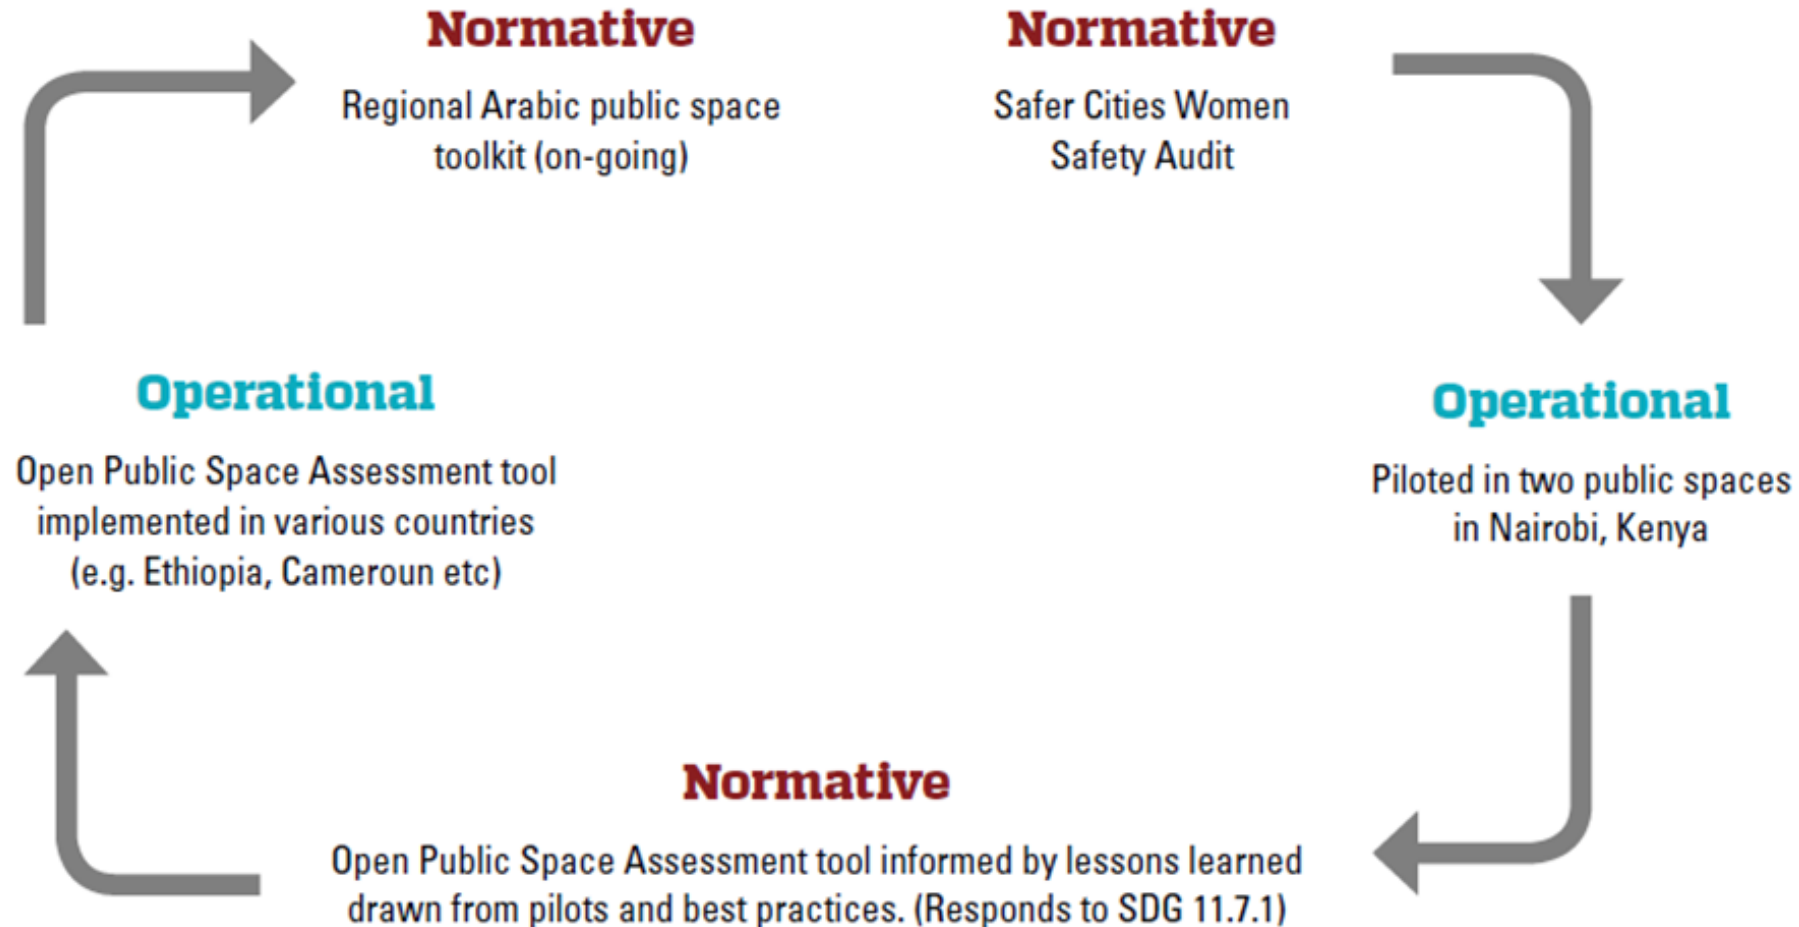 Normative
Regional Arabic public space
toolkit (on-going)
Normative
Safer Cities Women
Safety Audit
Operational
Piloted in two public spaces
in Nairobi, Kenya
Normative
Open Public Space Assessment tool informed by lessons learned
drawn from pilots and best practices. (Responds to SDG 11.7.1)
Operational
Open Public Space Assessment tool
implemented in various countries
(e.g. Ethiopia, Cameroun etc)